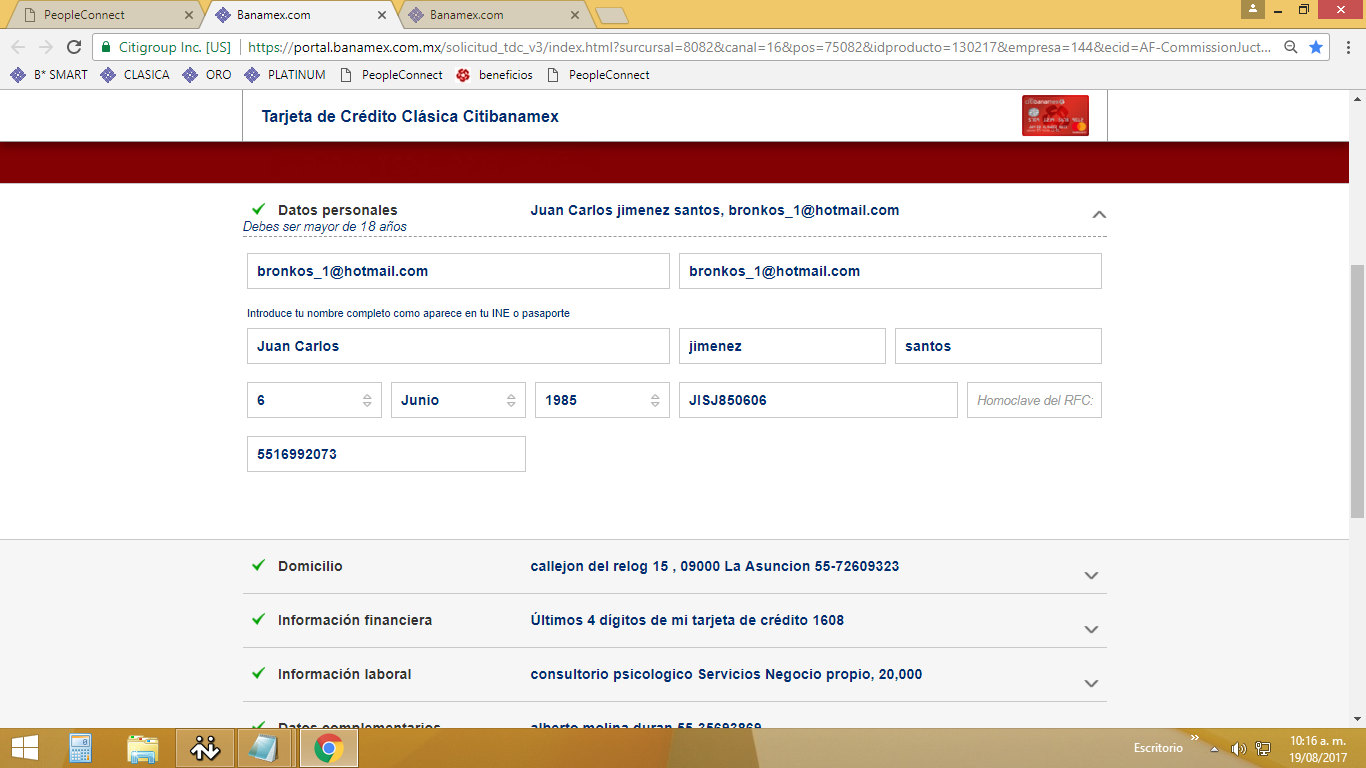 PeopleConnect
Banamex.com
Banamex.com
Citigroup Inc. [US]
https://portal.banamex.com.mx/solicitud_tdc_v3/index.html?surcursal=8082&canal=16&pos=75082&idproducto=130217&empresa=144&ecid=AF-CommissionJuct...
B* SMART
CLASICA
ORO
PLATINUM
PeopleConnect
beneficios
PeopleConnect
Tarjeta de Crédito Clásica Citibanamex
Datos personales
Juan Carlos jimenez santos, bronkos_1@hotmail.com
Debes ser mayor de 18 años
bronkos_1@hotmail.com
bronkos_1@hotmail.com
Introduce tu nombre completo como aparece en tu INE o pasaporte
Juan Carlos
jimenez
santos
6
Junio
1985
JISJ850606
Homoclave del RFC:
5516992073
Domicilio
callejon del relog 15 , 09000 La Asuncion 55-72609323
Información financiera
Últimos 4 dígitos de mi tarjeta de crédito 1608
Información laboral
consultorio psicologico Servicios Negocio propio, 20,000
Datos complementarios
alberto molina duran 55-35693869
Escritorio
10:16 a. m.
19/08/2017